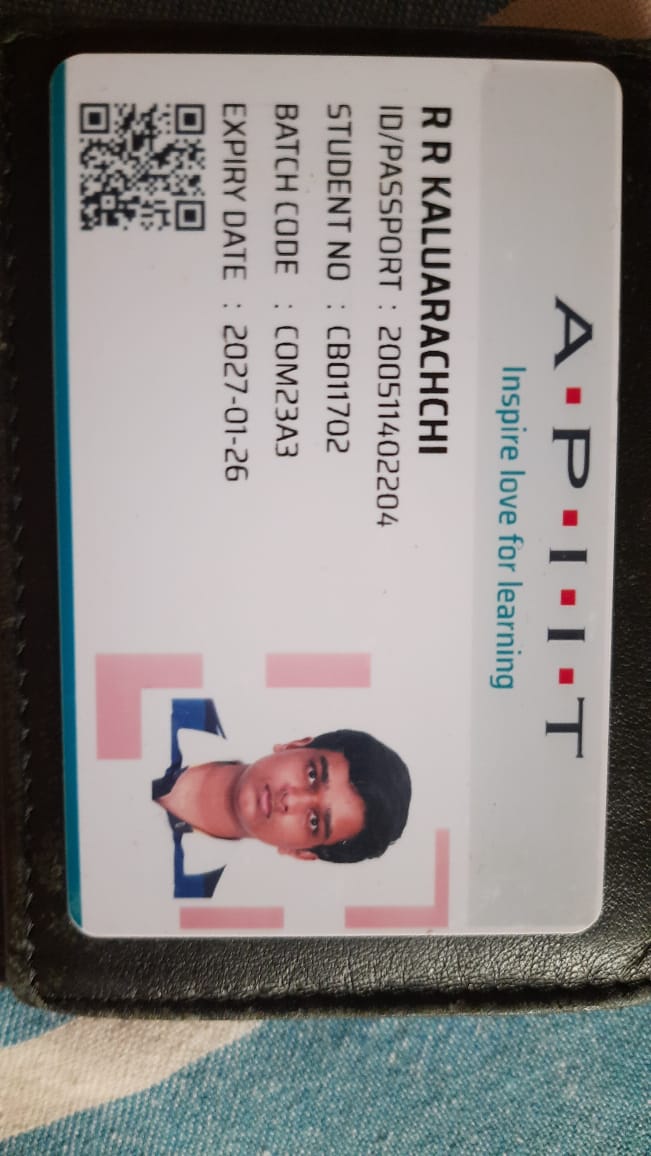 A·P·I·I·T
Inspire love for learning
R R KALUARACHCHI
ID/PASSPORT : 200511402204
STUDENT NO : CB011702
BATCH CODE : COM23A3
EXPIRY DATE : 2027-01-26